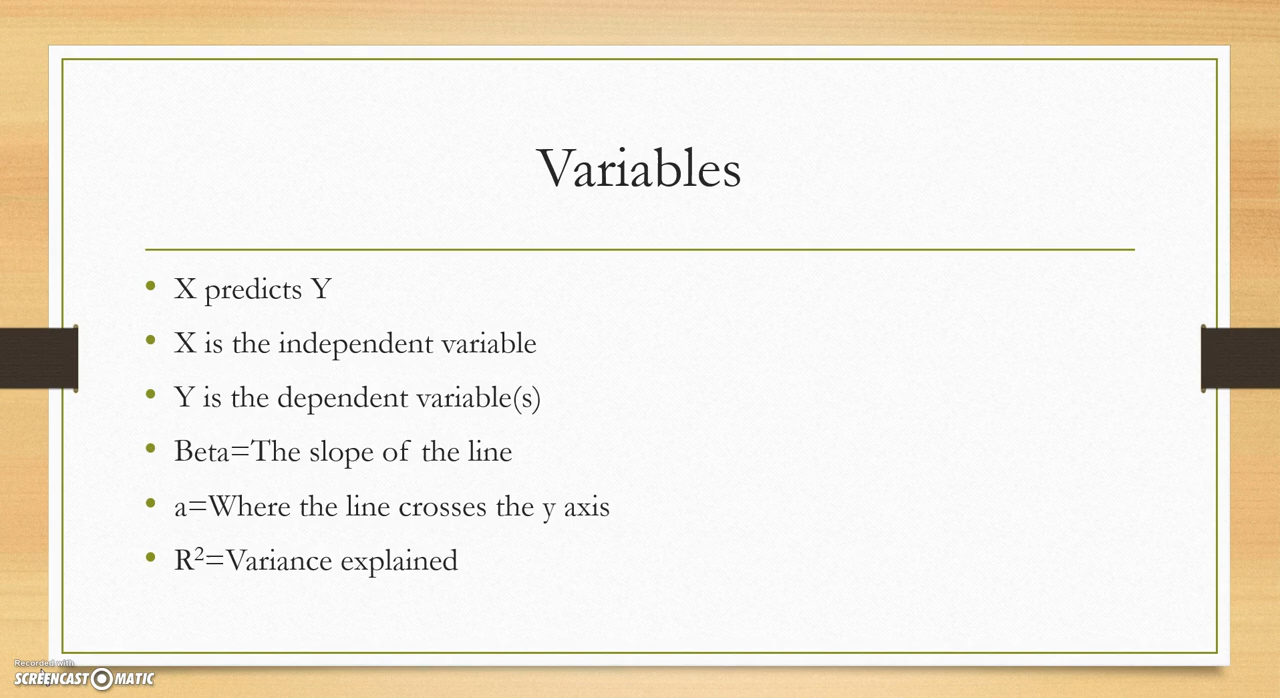 Variables
• X predicts Y
• X is the independent variable
• Y is the dependent variable(s)
• Beta=The slope of the line
• a=Where the line crosses the y axis
• R²=Variance explained
Recorded with
SCREENCAST MATIC